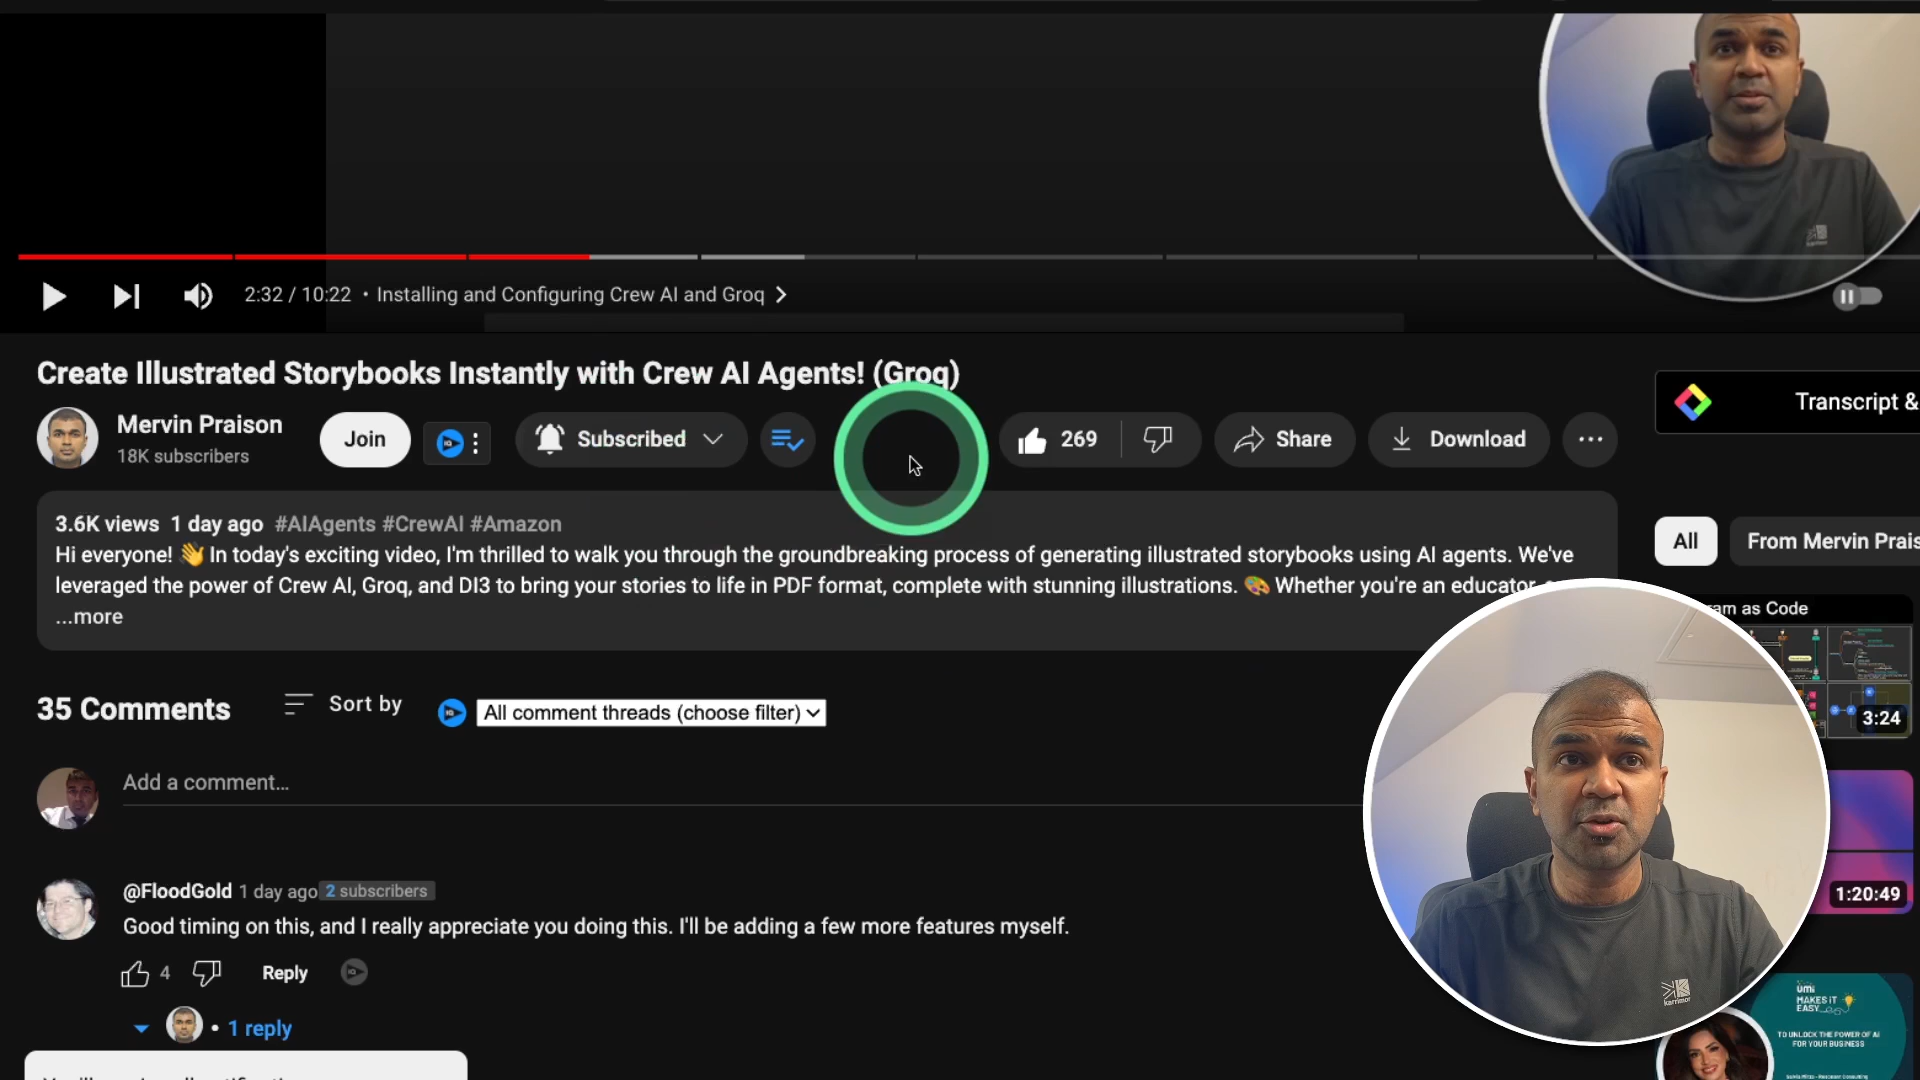 2:32 / 10:22 • Installing and Configuring Crew AI and Groq
Create Illustrated Storybooks Instantly with Crew AI Agents! (Groq)
Mervin Praison
18K subscribers
Join
Subscribed
269
Share
Download
Transcript &
3.6K views 1 day ago #AIAgents #CrewAI #Amazon
Hi everyone! 👋 In today's exciting video, I'm thrilled to walk you through the groundbreaking process of generating illustrated storybooks using AI agents. We've
leveraged the power of Crew AI, Groq, and Dl3 to bring your stories to life in PDF format, complete with stunning illustrations. 🎨 Whether you're an educator,
...more
All
From Mervin Prais
ram as Code
3:24
35 Comments
Sort by
All comment threads (choose filter)
Add a comment...
1:20:49
@FloodGold 1 day ago 2 subscribers
Good timing on this, and I really appreciate you doing this. I'll be adding a few more features myself.
4
Reply
• 1 reply
karrimor
umi
MAKES IT
EASY
TO UNLOCK THE POWER OF AI
FOR YOUR BUSINESS